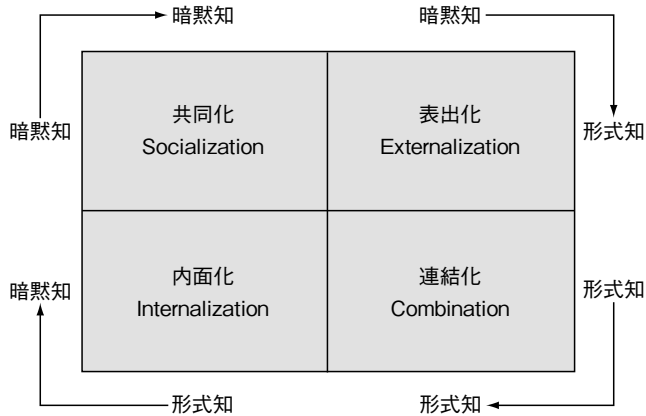 暗黙知
暗黙知
暗黙知
共同化
Socialization
表出化
Externalization
形式知
暗黙知
内面化
Internalization
連結化
Combination
形式知
形式知
形式知